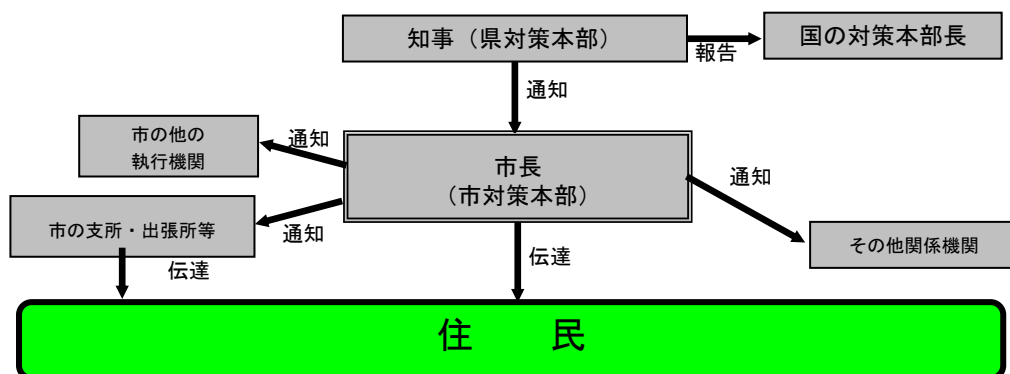 知事（県対策本部）
国の対策本部長
報告
通知
市の他の
執行機関
通知
市長
（市対策本部）
通知
市の支所・出張所等
通知
その他関係機関
伝達
伝達
住　　民